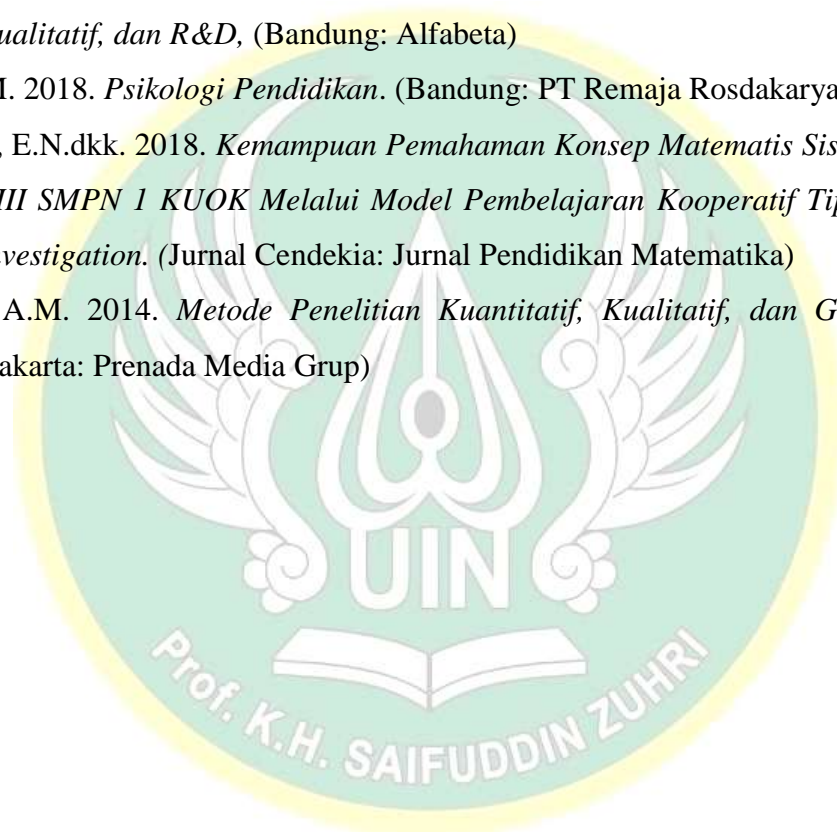 ualitatif, dan R&D, (Bandung: Alfabeta)
M. 2018. Psikologi Pendidikan. (Bandung: PT Remaja Rosdakarya
, E.N.dkk. 2018. Kemampuan Pemahaman Konsep Matematis Sis
III SMPN 1 KUOK Melalui Model Pembelajaran Kooperatif Ti
vestigation. (Jurnal Cendekia: Jurnal Pendidikan Matematika)
A.M. 2014. Metode Penelitian Kuantitatif, Kualitatif, dan G
akarta: Prenada Media Grup)
UIN
Prof. K.H. SAIFUDDIN ZUHRI